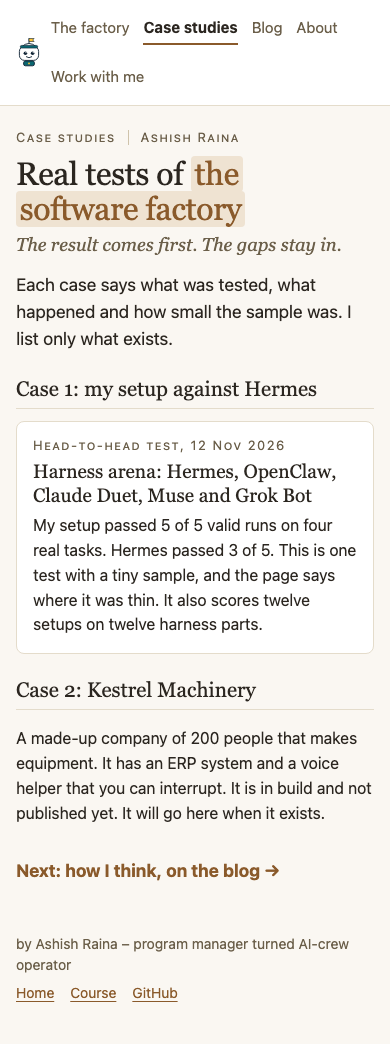 The factory Case studies Blog About
Work with me
Case studies | Ashish Raina
Real tests of the
software factory
The result comes first. The gaps stay in.
Each case says what was tested, what
happened and how small the sample was. I
list only what exists.
Case 1: my setup against Hermes
Head-to-head test, 12 Nov 2026
Harness arena: Hermes, OpenClaw,
Claude Duet, Muse and Grok Bot
My setup passed 5 of 5 valid runs on four
real tasks. Hermes passed 3 of 5. This is one
test with a tiny sample, and the page says
where it was thin. It also scores twelve
setups on twelve harness parts.
Case 2: Kestrel Machinery
A made-up company of 200 people that makes
equipment. It has an ERP system and a voice
helper that you can interrupt. It is in build and not
published yet. It will go here when it exists.
Next: how I think, on the blog →
by Ashish Raina – program manager turned AI-crew
operator
Home Course GitHub